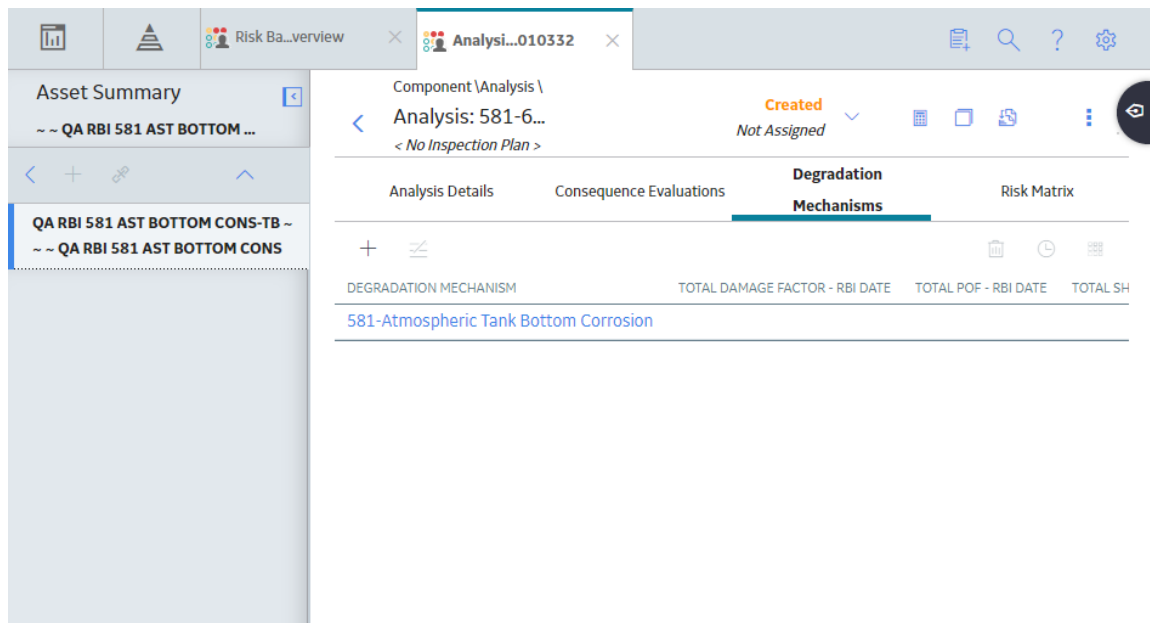 Risk Ba...verview
Analysi...010332
?
Asset Summary
~ ~ QA RBI 581 AST BOTTOM ...
QA RBI 581 AST BOTTOM CONS-TB ~
~ ~ QA RBI 581 AST BOTTOM CONS
Component \Analysis \
Analysis: 581-6...
< No Inspection Plan >
Created
Not Assigned
Analysis Details
Consequence Evaluations
Degradation
Mechanisms
Risk Matrix
DEGRADATION MECHANISM TOTAL DAMAGE FACTOR - RBI DATE TOTAL POF - RBI DATE TOTAL SH
581-Atmospheric Tank Bottom Corrosion